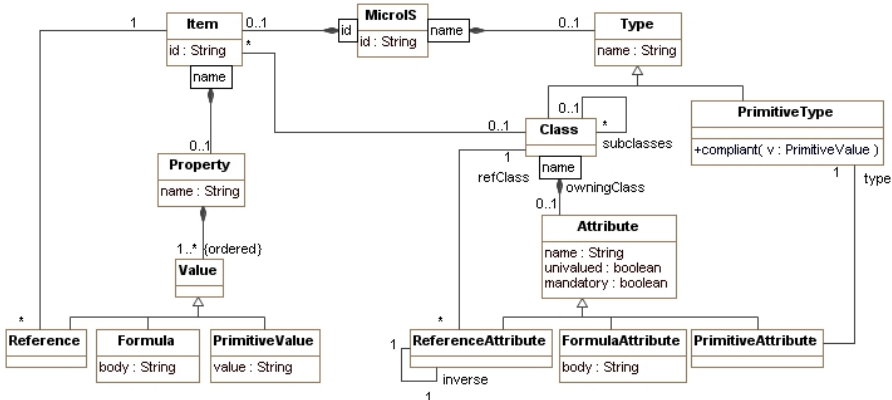 Item
id : String
name
1
0..1
*
MicroIS
id
id : String
name
0..1
Type
name : String
0..1
Property
name : String
1..* {ordered}
Value
*
Reference
Formula
body : String
PrimitiveValue
value : String
0..1
*
subclasses
0..1
Class
name
1
refClass
owningClass
0..1
PrimitiveType
+compliant( v : PrimitiveValue )
1
type
Attribute
name : String
univalued : boolean
mandatory : boolean
*
ReferenceAttribute
1
inverse
1
FormulaAttribute
body : String
PrimitiveAttribute